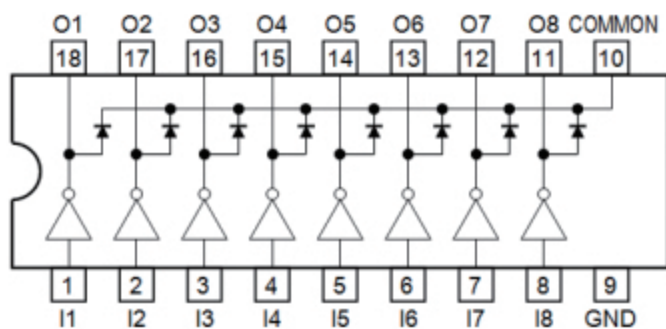 O1 O2 O3 O4 O5 O6 O7 O8 COMMON
18 17 16 15 14 13 12 11 10
1 2 3 4 5 6 7 8 9
I1 I2 I3 I4 I5 I6 I7 I8 GND